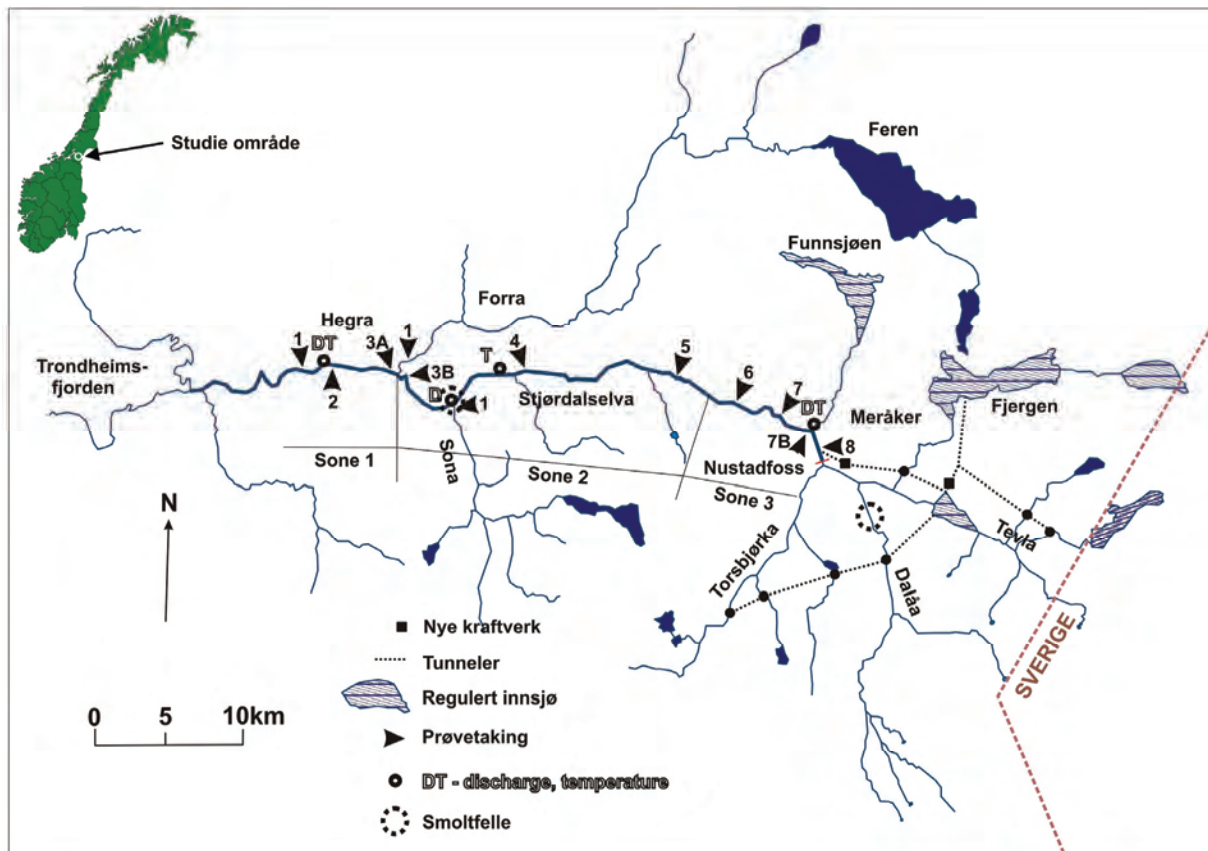 Studie område
Feren
Funnsjøen
Forra
Hegra
1
DT
3A
1
T
4
5
Trondheims-
fjorden
2
3B
D
1
Stjørdalselva
6
7
DT
Meråker
Fjergen
7B
8
Nustadfoss
Sone 1
Sona
Sone 2
Sone 3
N
Tevla
Torsbjørka
Dalåa
SVERIGE
Nye kraftverk
Tunneler
Regulert innsjø
0 5 10km
Prøvetaking
DT - discharge, temperature
Smoltfelle